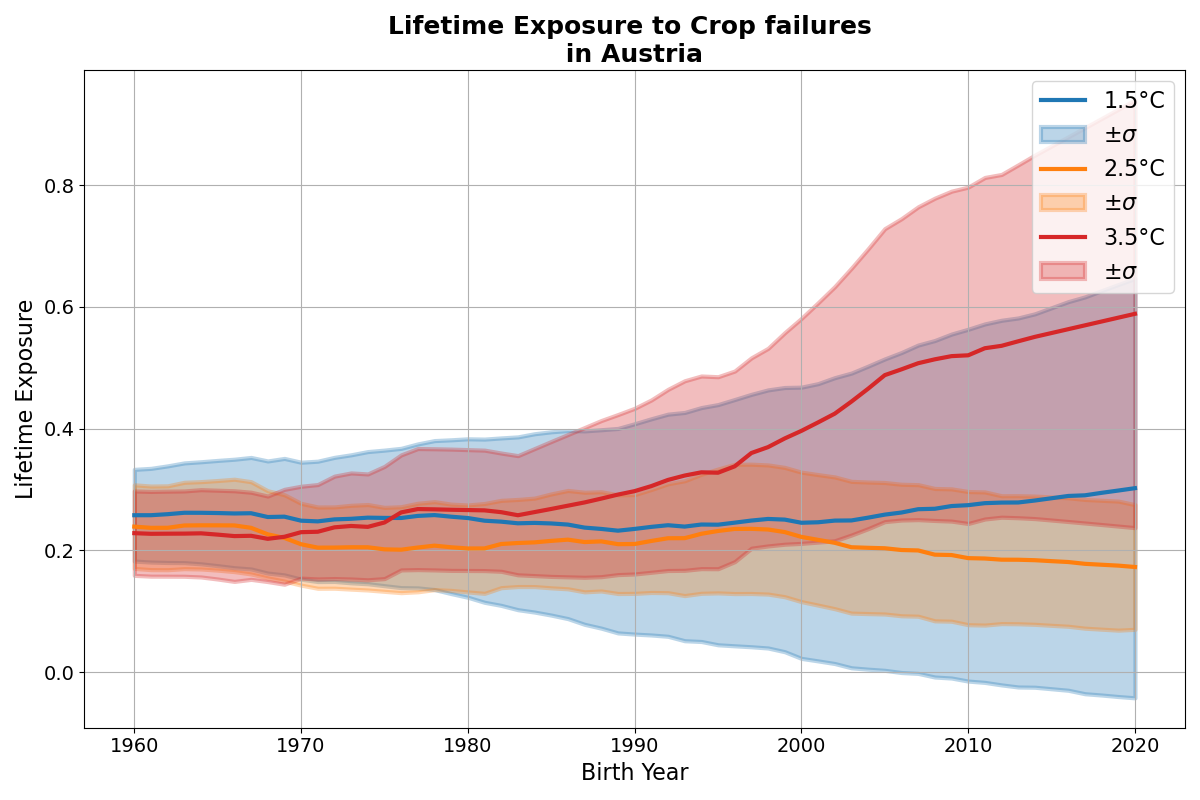 Lifetime Exposure to Crop failures
in Austria
Lifetime Exposure
0.8
0.6
0.4
0.2
0.0
1960 1970 1980 1990 2000 2010 2020
Birth Year
1.5°C
±σ
2.5°C
±σ
3.5°C
±σ